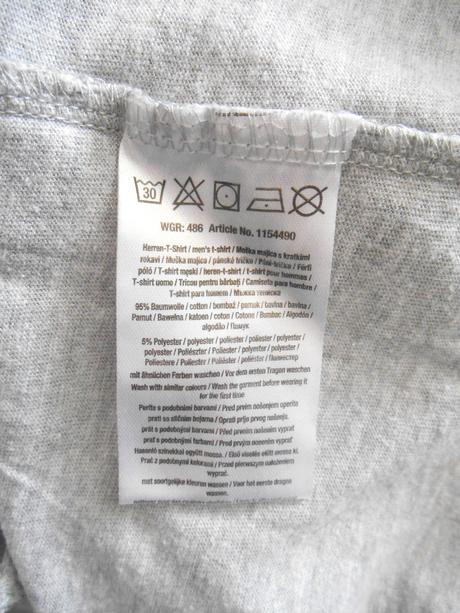 30
WGR: 486 Article No. 1154490
Herren-T-Shirt / men's t-shirt / Moška majica s kratkimi
rokavi / Muška majica / pánské tričko / Pánske tričko / Férfi
póló / T-shirt męski / heren-t-shirt / t-shirt pour hommes /
T-shirt uomo / Tricou pentru bărbați / Camiseta para hombre /
T-shirt para homem / Мъжка тениска
95% Baumwolle / cotton / bombaž / pamuk / bavlna / bavlna /
Pamut / Bawełna / katoen / coton / Cotone / Bumbac / Algodón /
algodão / Памук
5% Polyester / polyester / poliester / poliester / polyester /
polyester / Poliészter / Poliester / polyester / polyester /
Poliestere / Poliester / Poliéster / poliéster / Полиестер
mit ähnlichen Farben waschen / Vor dem ersten Tragen waschen
Wash with similar colours / Wash the garment before wearing it
for the first time
Perite s podobnimi barvami / Pred prvim nošenjem operite
prati sa sličnim bojama / Oprati prije prvog nošenja.
prát s podobnými barvami / Před prvním nošením vyprat
prať s podobnými farbami / Pred prvým nosením vyprať
Hasonló színekkel együtt mossa. / Első viselés előtt mossa ki.
Prać z podobnymi kolorami / Przed pierwszym założeniem
wyprać.
met soortgelijke kleuren wassen / Voor het eerste dragen
wassen.